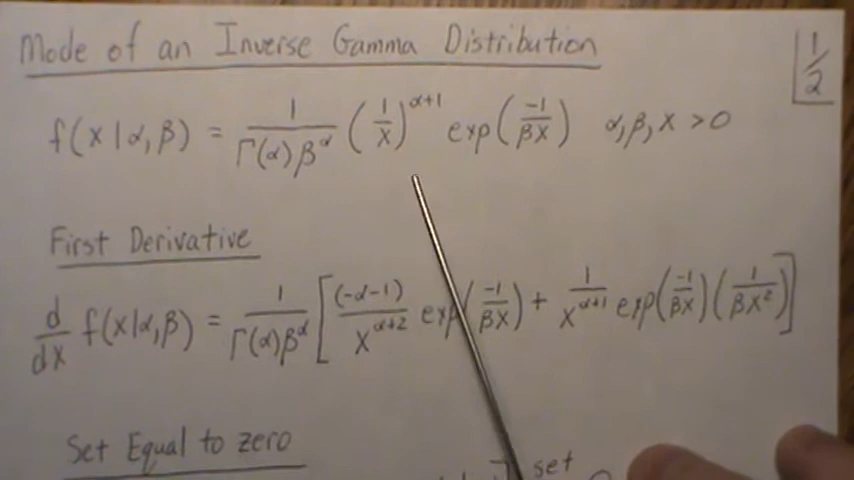 Mode of an Inverse Gamma Distribution
1/2
f(x|α,β) = 1/(Γ(α)β^α) (1/x)^(α+1) exp(-1/(βx)) α,β,x >0
First Derivative
d/dx f(x|α,β) = 1/(Γ(α)β^α) [(-α-1)/x^(α+2) exp(-1/(βx)) + 1/x^(α+1) exp(-1/(βx)) (1/(βx²))]
Set Equal to zero
set